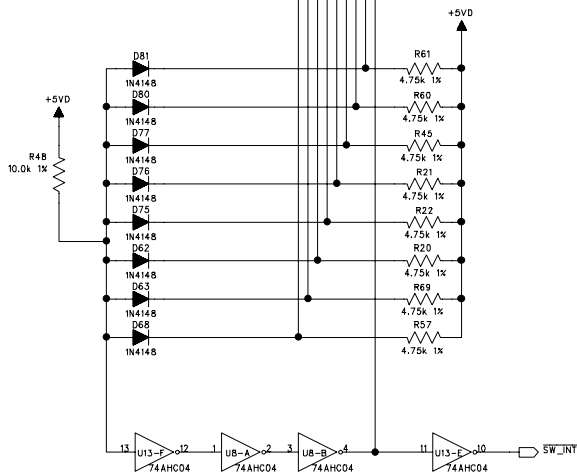 +5VD
D81
1N4148
R61
4.75k 1%
D80
1N4148
R60
4.75k 1%
+5VD
D77
1N4148
R45
4.75k 1%
R48
10.0k 1%
D76
1N4148
R21
4.75k 1%
D75
1N4148
R22
4.75k 1%
D62
1N4148
R20
4.75k 1%
D63
1N4148
R69
4.75k 1%
D68
1N4148
R57
4.75k 1%
13 U13-F 12 1 U8-A 2 3 U8-B 4 11 U13-E 10 SW_INT
74AHC04 74AHC04 74AHC04 74AHC04